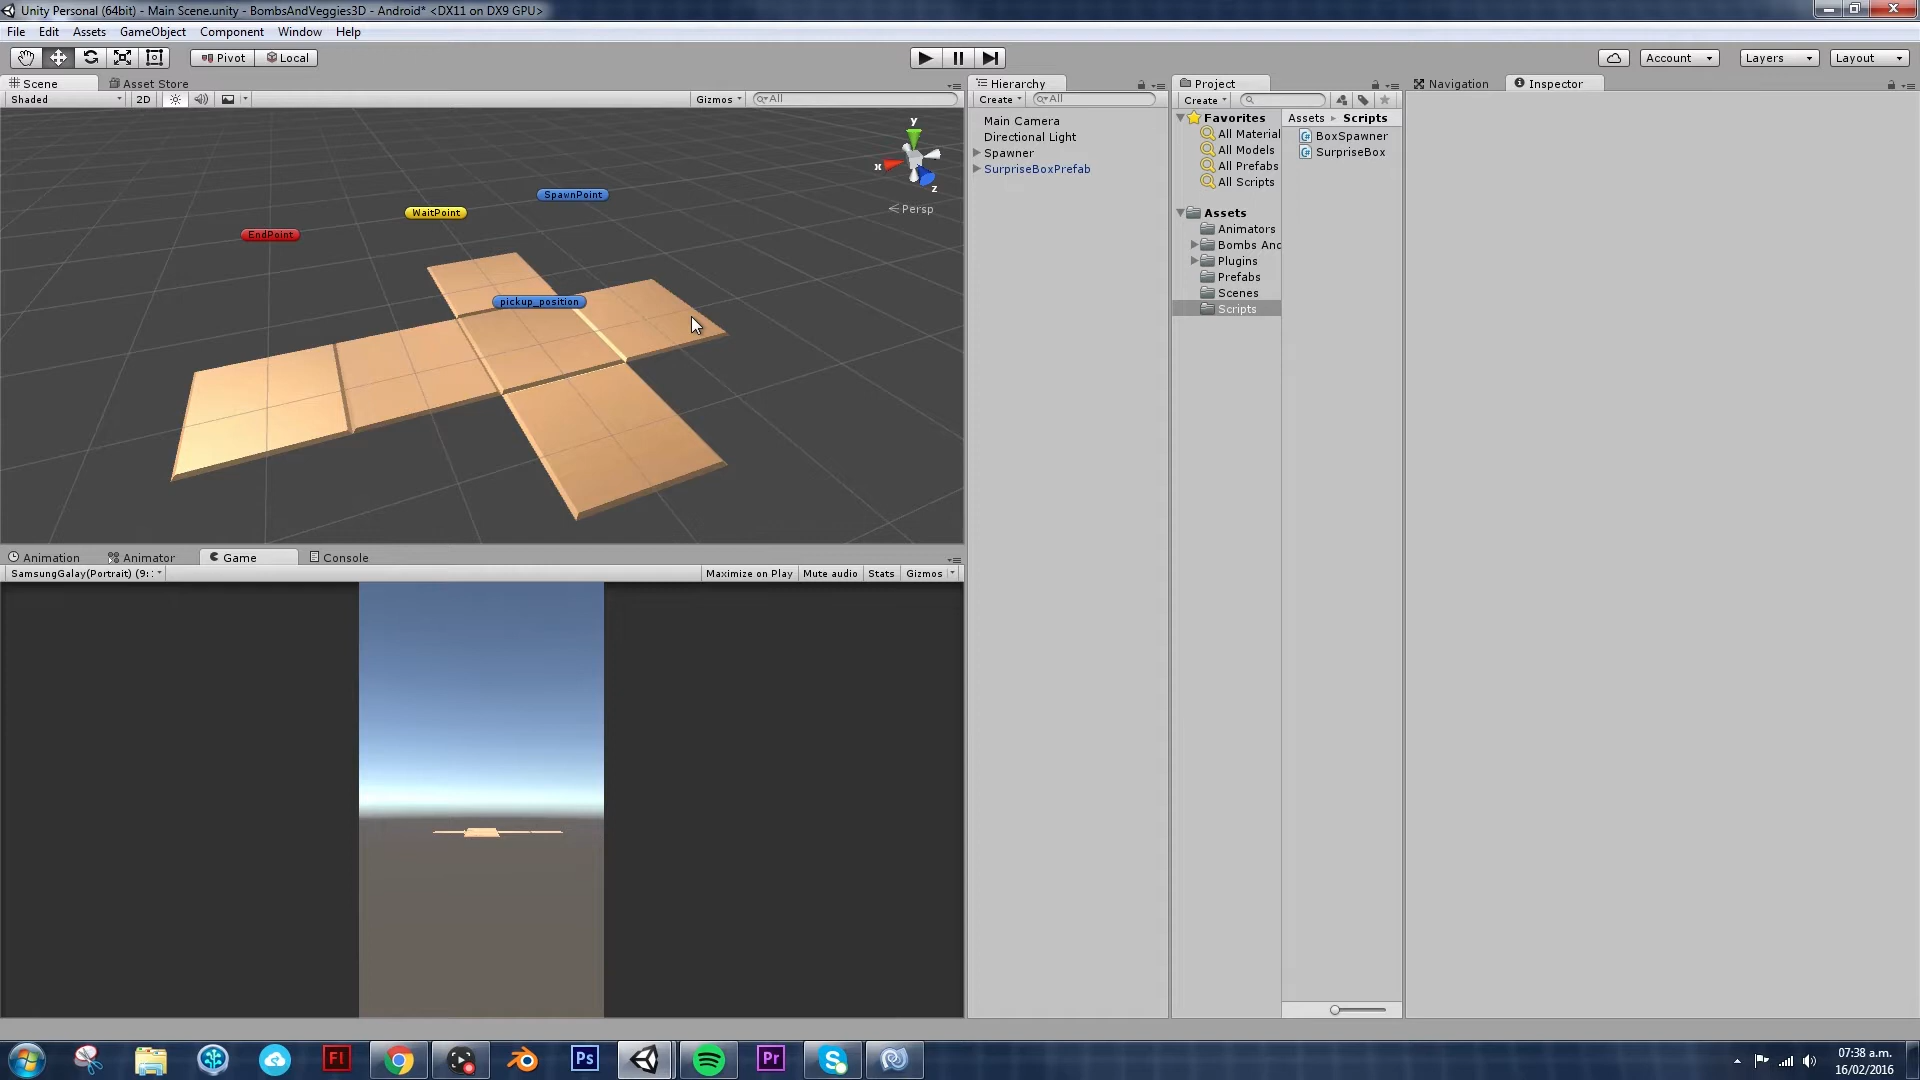 Unity Personal (64bit) - Main Scene.unity - BombsAndVeggies3D - Android* <DX11 on DX9 GPU>
File Edit Assets GameObject Component Window Help
Pivot Local Account Layers Layout
Scene Asset Store
Shaded 2D Gizmos All
y
x
z
Persp
SpawnPoint
WaitPoint
EndPoint
pickup_position
Animation Animator Game Console
SamsungGalay(Portrait) (9: Maximize on Play Mute audio Stats Gizmos
Hierarchy
Create All
Main Camera
Directional Light
Spawner
SurpriseBoxPrefab
Project
Create
Favorites
All Material
All Models
All Prefabs
All Scripts
Assets
Animators
Bombs And
Plugins
Prefabs
Scenes
Scripts
Assets Scripts
BoxSpawner
SurpriseBox
Navigation Inspector
Fl Ps Pr
07:38 a.m.
16/02/2016